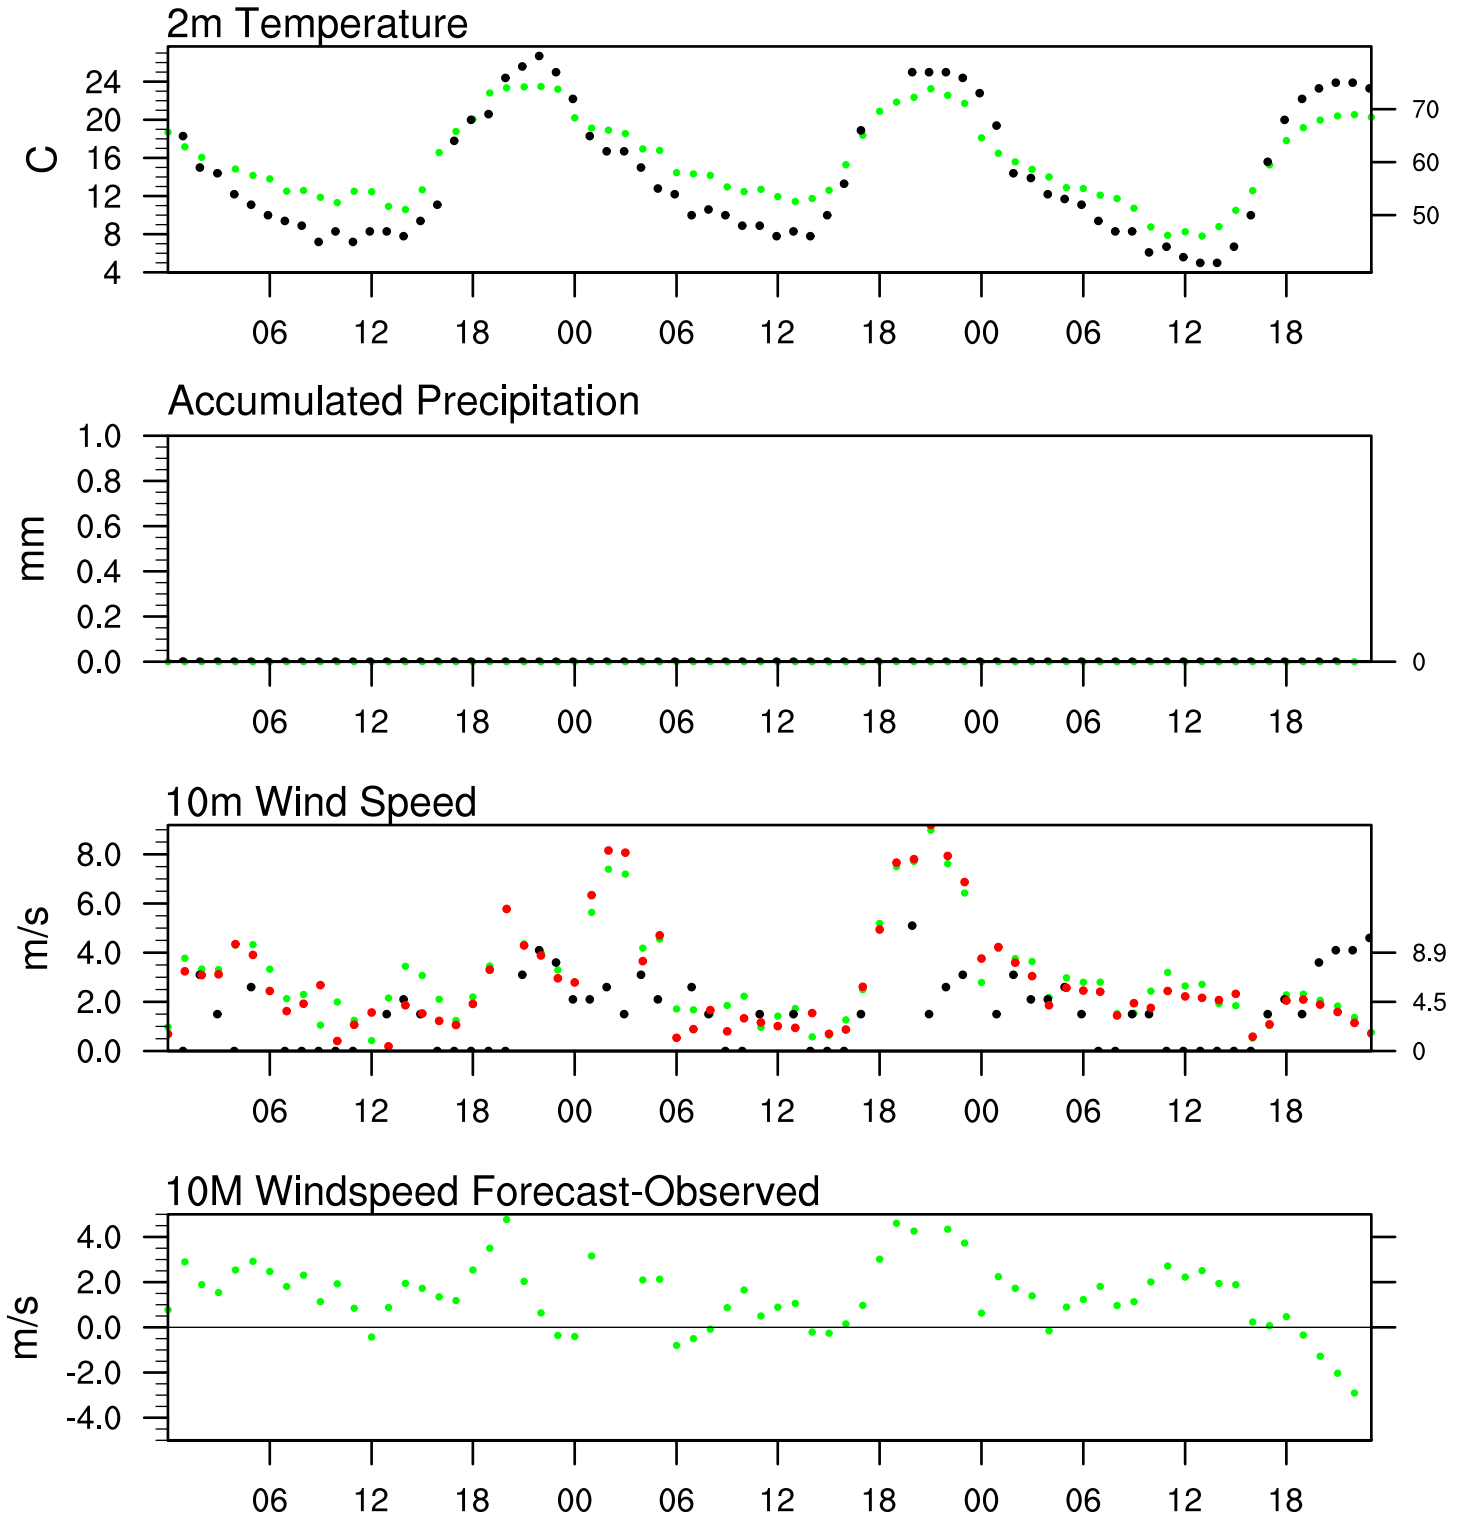 2m Temperature
24
20
16
12
8
4
C
70
60
50
06 12 18 00 06 12 18 00 06 12 18
Accumulated Precipitation
1.0
0.8
0.6
0.4
0.2
0.0
mm
0
06 12 18 00 06 12 18 00 06 12 18
10m Wind Speed
8.0
6.0
4.0
2.0
0.0
m/s
8.9
4.5
0
06 12 18 00 06 12 18 00 06 12 18
10M Windspeed Forecast-Observed
4.0
2.0
0.0
-2.0
-4.0
m/s
06 12 18 00 06 12 18 00 06 12 18